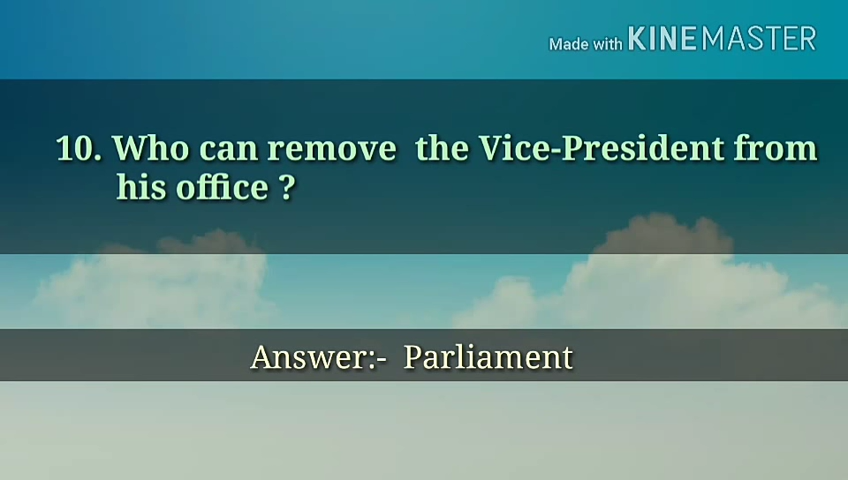 Made with KINEMASTER
10. Who can remove the Vice-President from
his office ?
Answer:- Parliament